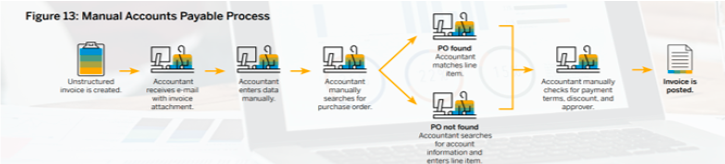 Figure 13: Manual Accounts Payable Process
Unstructured
invoice is created.
Accountant
receives e-mail
with invoice
attachment.
Accountant
enters data
manually.
Accountant
manually
searches for
purchase order.
PO found
Accountant
matches line
item.
PO not found
Accountant searches
for account
information and
enters line item.
Accountant manually
checks for payment
terms, discount, and
approver.
Invoice is
posted.